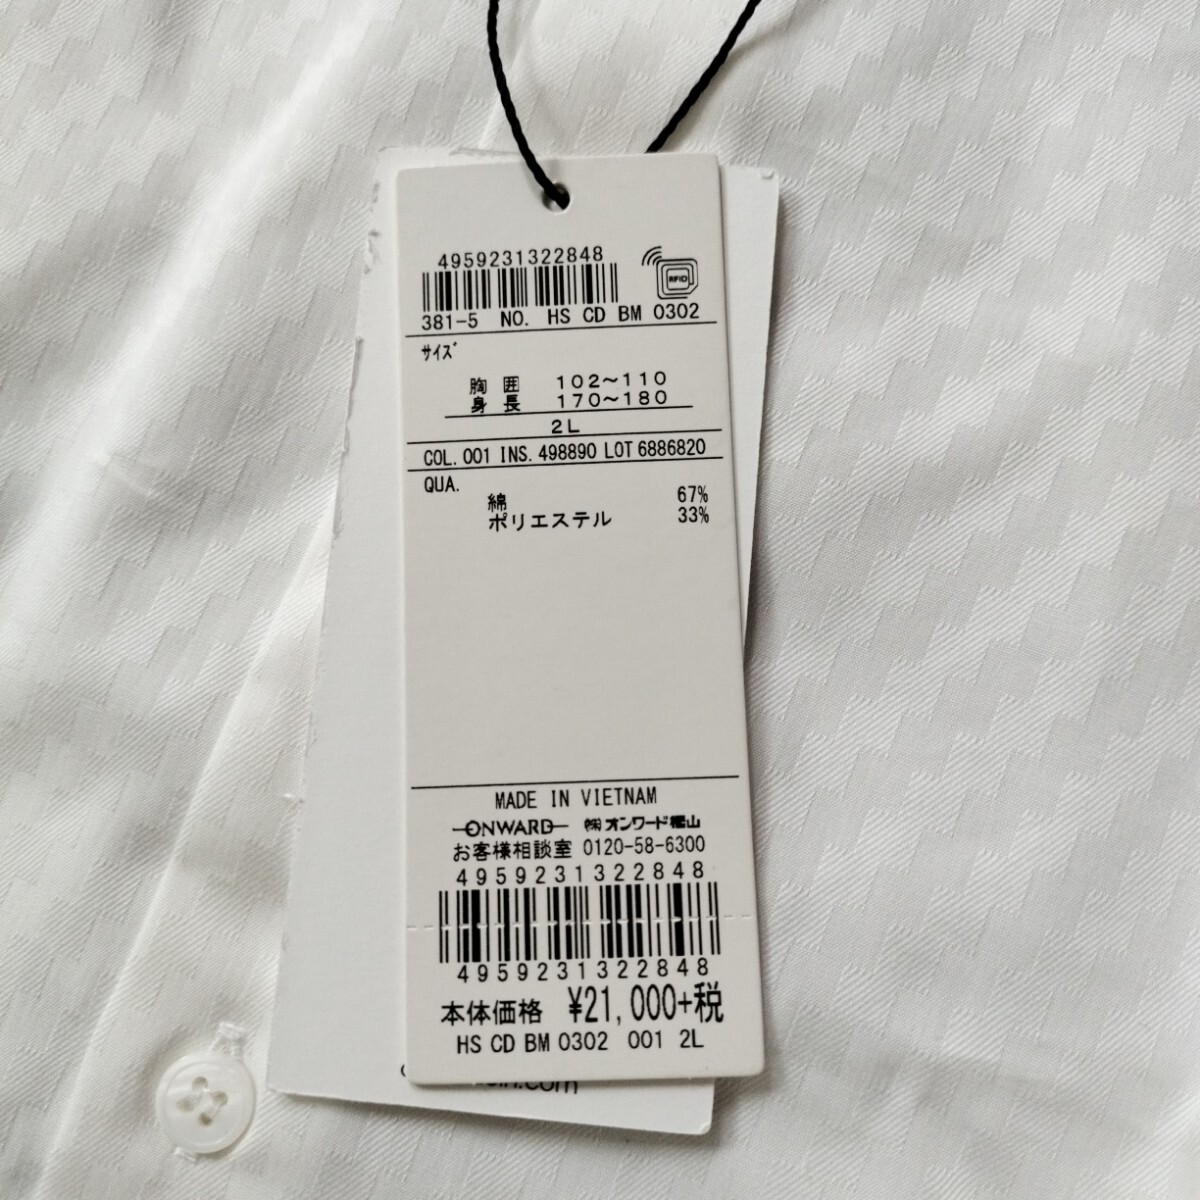 4959231322848
RFID
381-5 NO. HS CD BM 0302
サイズ
胸囲 102～110
身長 170～180
2L
COL. 001 INS. 498890 LOT 6886820
QUA.
綿 67%
ポリエステル 33%
MADE IN VIETNAM
ONWARD ㈱オンワード樫山
お客様相談室 0120-58-6300
4959231322848
4959231322848
本体価格 ¥21,000+税
HS CD BM 0302 001 2L